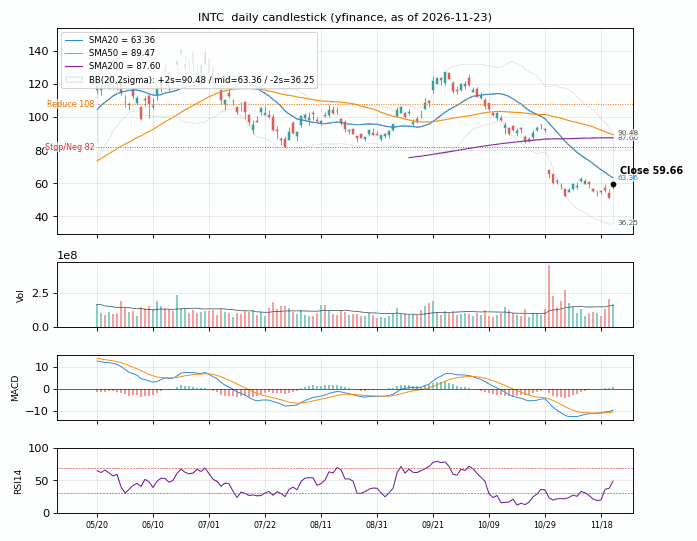 INTC  daily candlestick (yfinance, as of 2026-11-23)
SMA20 = 63.36
SMA50 = 89.47
SMA200 = 87.60
BB(20,2sigma): +2s=90.48 / mid=63.36 / -2s=36.25
140
120
100
80
60
40
Reduce 108
Stop/Neg 82
90.48
87.60
Close 59.66
63.36
36.25
1e8
Vol
2.5
0.0
MACD
10
0
−10
RSI14
100
50
0
05/20
06/10
07/01
07/22
08/11
08/31
09/21
10/09
10/29
11/18